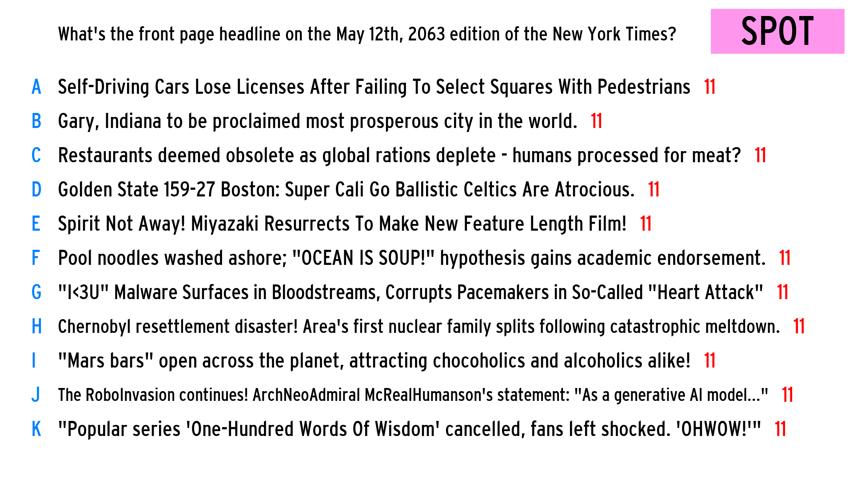 What's the front page headline on the May 12th, 2063 edition of the New York Times? SPOT
A Self-Driving Cars Lose Licenses After Failing To Select Squares With Pedestrians 11
B Gary, Indiana to be proclaimed most prosperous city in the world. 11
C Restaurants deemed obsolete as global rations deplete - humans processed for meat? 11
D Golden State 159-27 Boston: Super Cali Go Ballistic Celtics Are Atrocious. 11
E Spirit Not Away! Miyazaki Resurrects To Make New Feature Length Film! 11
F Pool noodles washed ashore; "OCEAN IS SOUP!" hypothesis gains academic endorsement. 11
G "I<3U" Malware Surfaces in Bloodstreams, Corrupts Pacemakers in So-Called "Heart Attack" 11
H Chernobyl resettlement disaster! Area's first nuclear family splits following catastrophic meltdown. 11
I "Mars bars" open across the planet, attracting chocoholics and alcoholics alike! 11
J The RoboInvasion continues! ArchNeoAdmiral McRealHumanson's statement: "As a generative AI model..." 11
K "Popular series 'One-Hundred Words Of Wisdom' cancelled, fans left shocked. 'OHWOW!'" 11